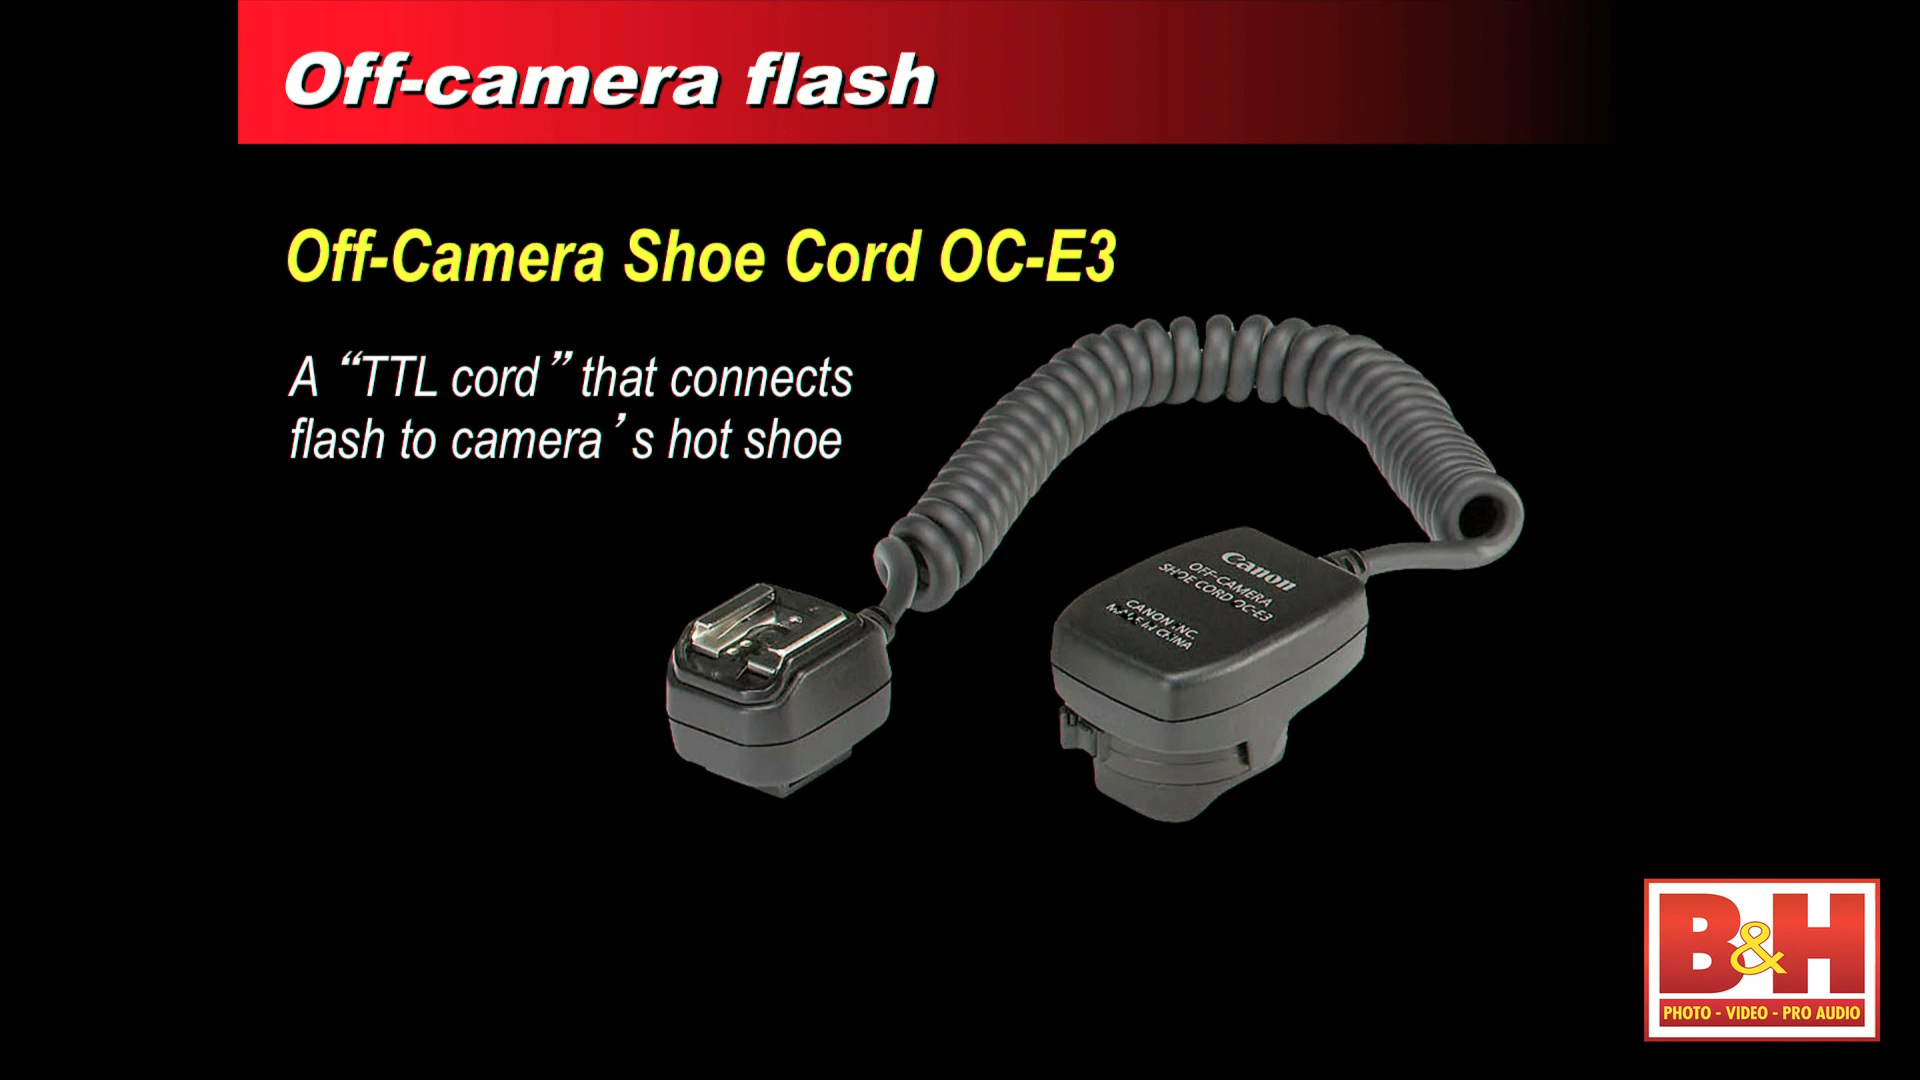 Off-camera flash
Off-Camera Shoe Cord OC-E3
A “TTL cord” that connects
flash to camera’s hot shoe
Canon
OFF-CAMERA
SHOE CORD OC-E3
CANON INC.
CHINA
B&H
PHOTO - VIDEO - PRO AUDIO